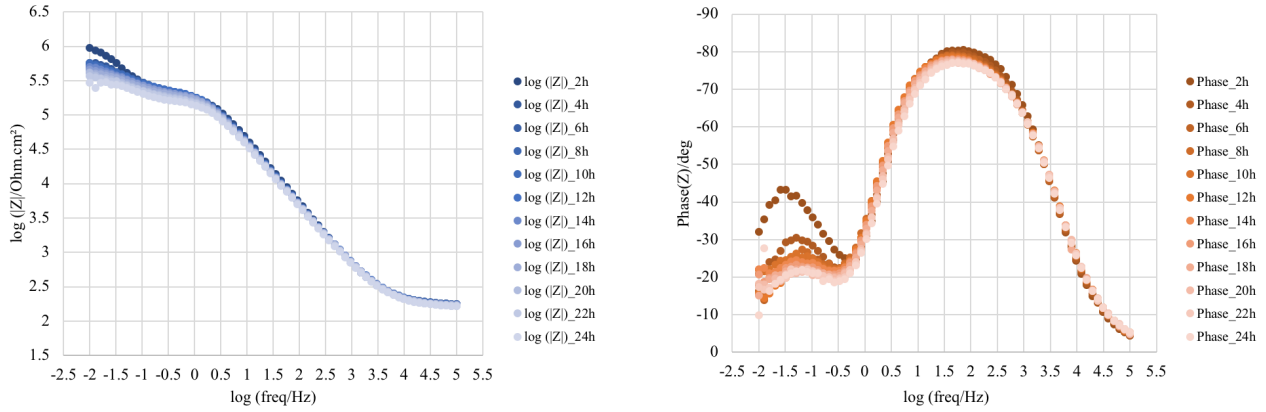 6.5
6
5.5
5
4.5
4
3.5
3
2.5
2
1.5
-2.5 -2 -1.5 -1 -0.5 0 0.5 1 1.5 2 2.5 3 3.5 4 4.5 5 5.5
log (|Z|/Ohm.cm²)
log (freq/Hz)
log (|Z|)_2h
log (|Z|)_4h
log (|Z|)_6h
log (|Z|)_8h
log (|Z|)_10h
log (|Z|)_12h
log (|Z|)_14h
log (|Z|)_16h
log (|Z|)_18h
log (|Z|)_20h
log (|Z|)_22h
log (|Z|)_24h
-90
-80
-70
-60
-50
-40
-30
-20
-10
0
-2.5 -2 -1.5 -1 -0.5 0 0.5 1 1.5 2 2.5 3 3.5 4 4.5 5 5.5
Phase(Z)/deg
log (freq/Hz)
Phase_2h
Phase_4h
Phase_6h
Phase_8h
Phase_10h
Phase_12h
Phase_14h
Phase_16h
Phase_18h
Phase_20h
Phase_22h
Phase_24h